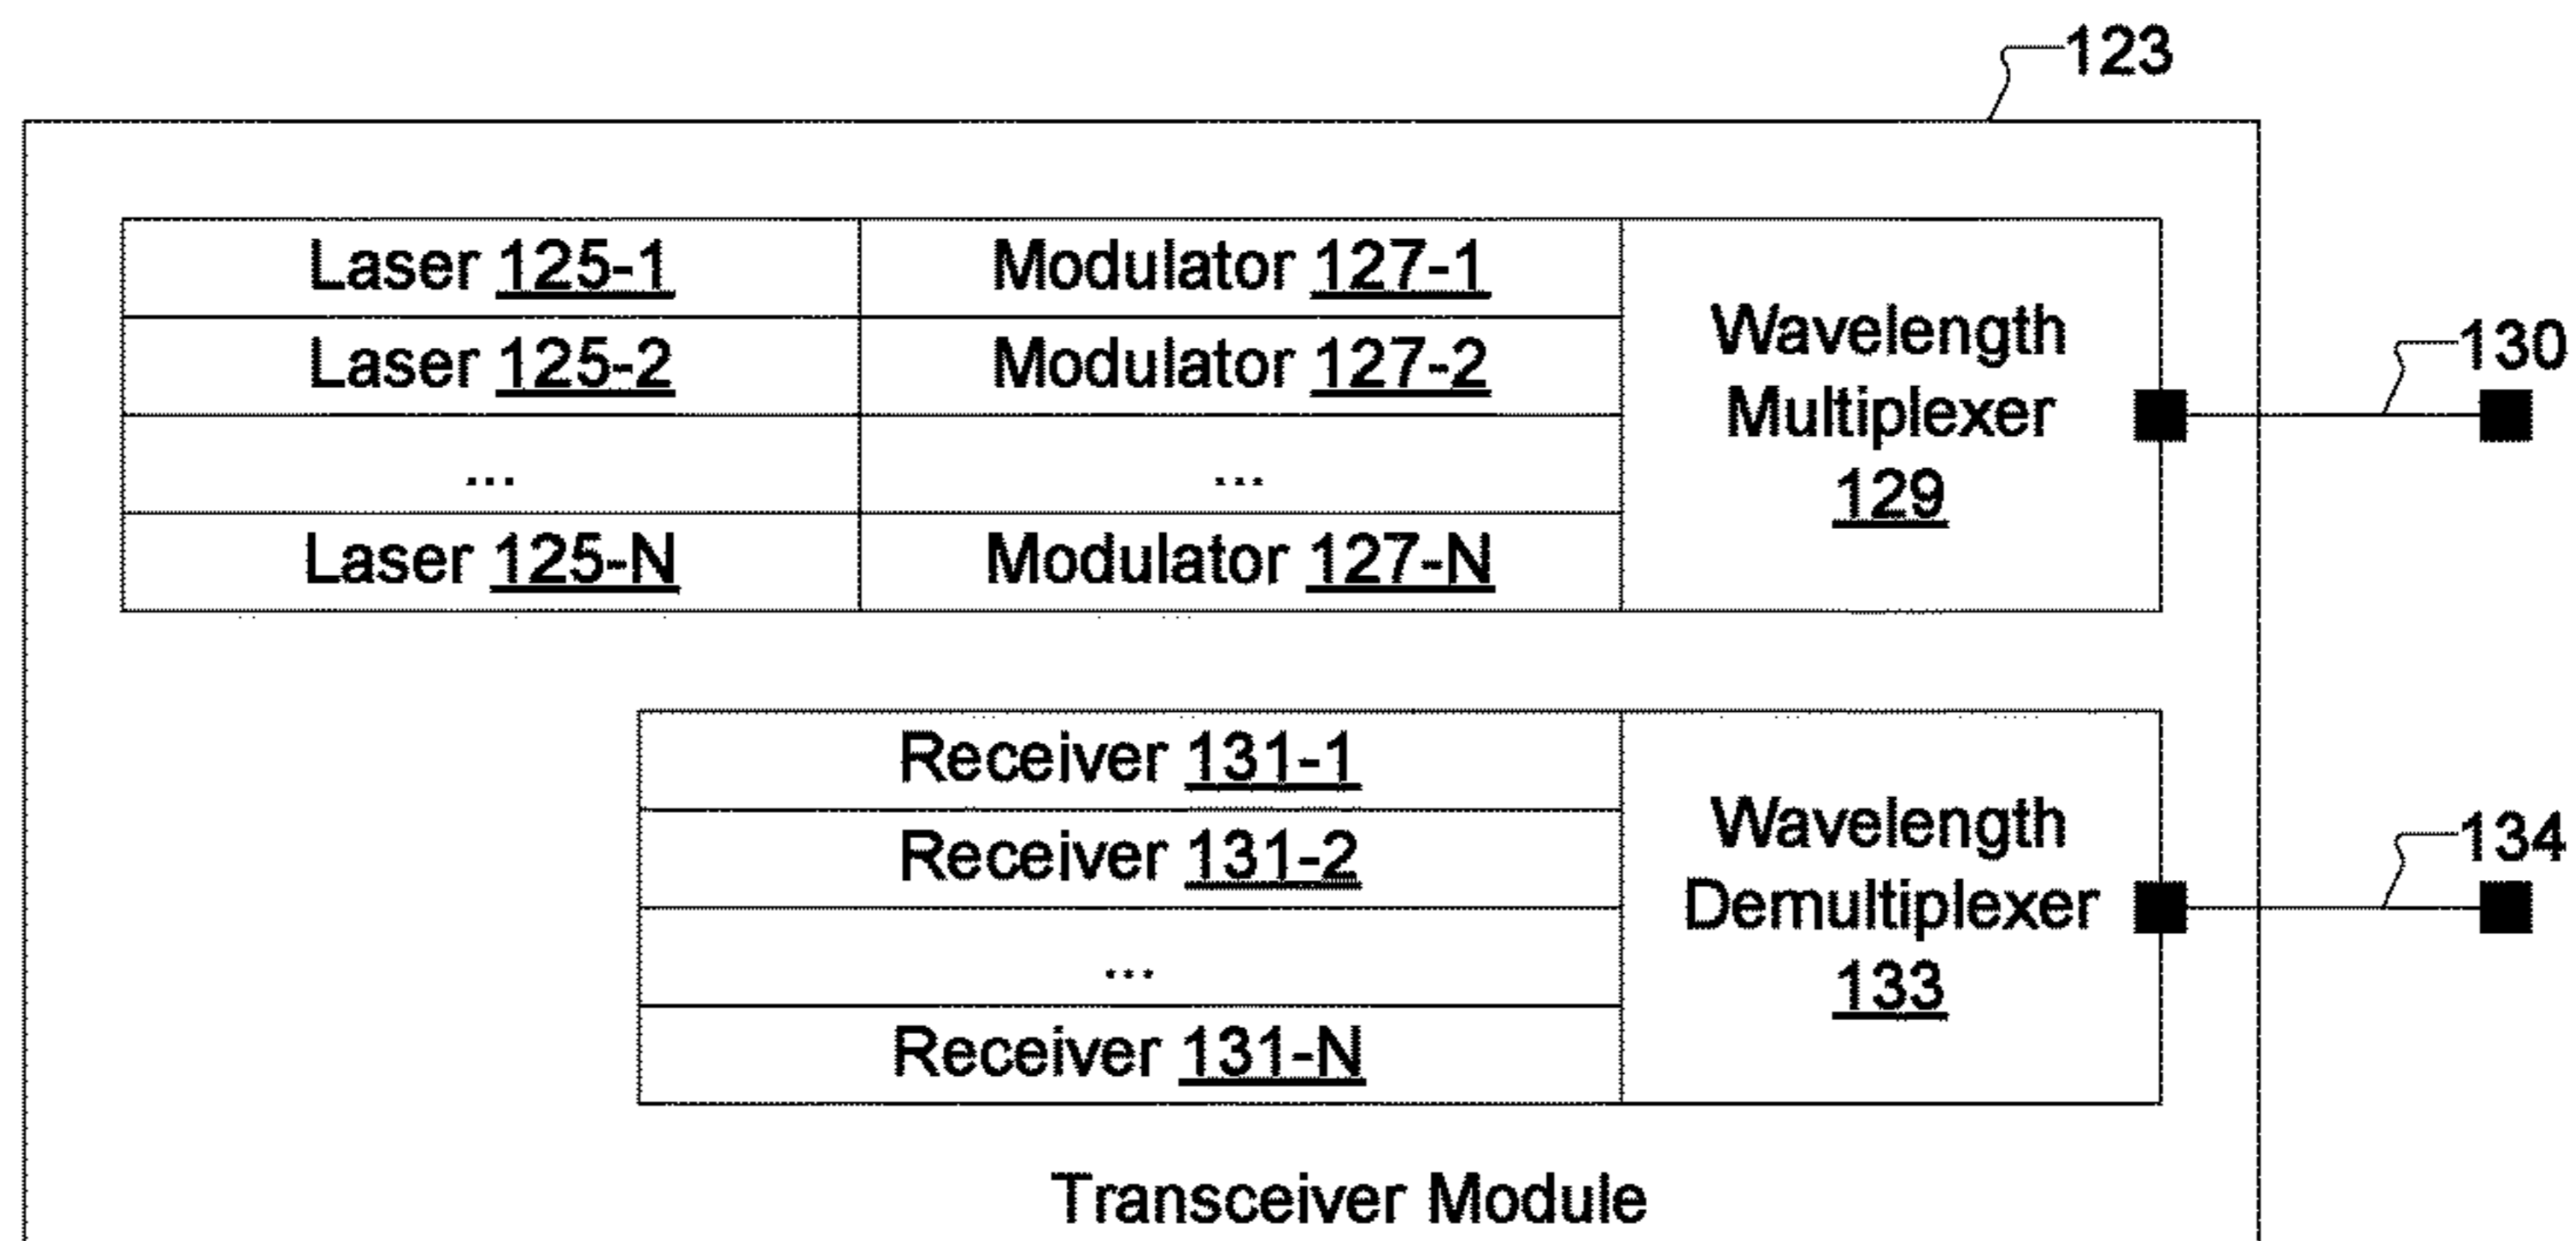 123
Laser 125-1 Modulator 127-1
Laser 125-2 Modulator 127-2
... ...
Laser 125-N Modulator 127-N
Wavelength
Multiplexer
129
130
Receiver 131-1
Receiver 131-2
...
Receiver 131-N
Wavelength
Demultiplexer
133
134
Transceiver Module